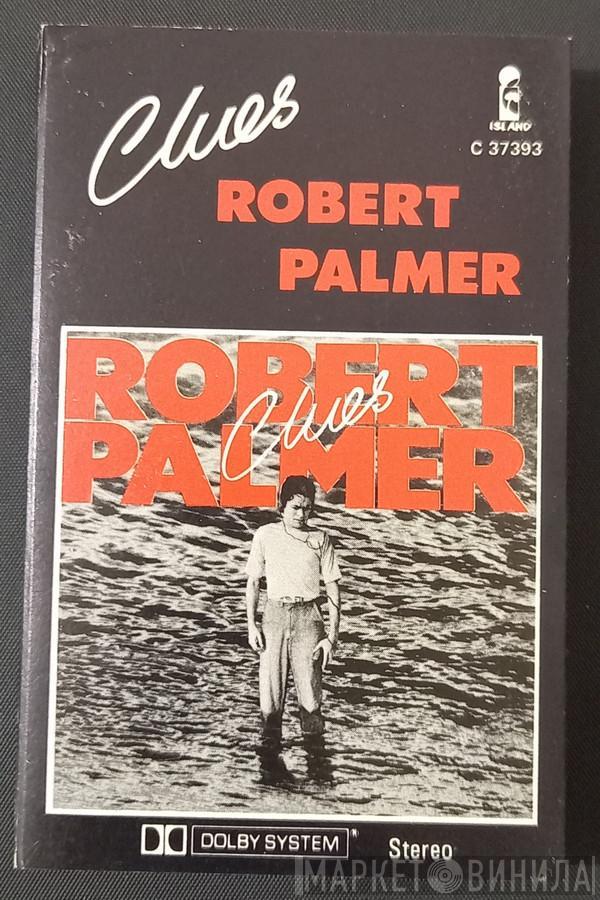 Clues
ISLAND
C 37393
ROBERT
PALMER
ROBERT
Clues
PALMER
DOLBY SYSTEM
Stereo
МАРКЕТ ВИНИЛА